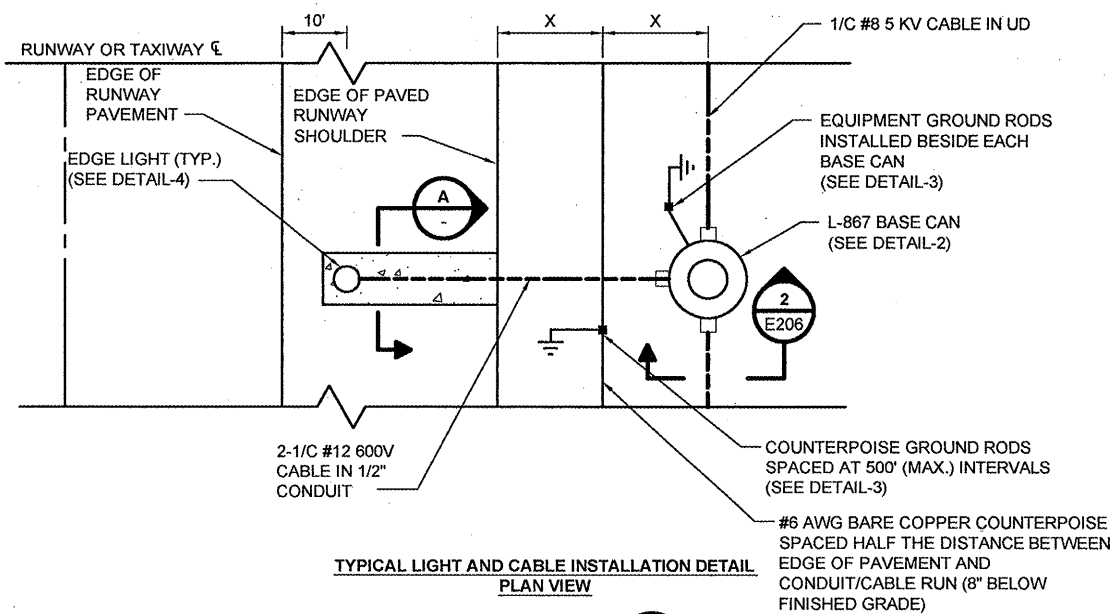 10'
X
X
1/C #8 5 KV CABLE IN UD
RUNWAY OR TAXIWAY ℄
EDGE OF
RUNWAY
PAVEMENT
EDGE OF PAVED
RUNWAY
SHOULDER
EDGE LIGHT (TYP.)
(SEE DETAIL-4)
A
-
EQUIPMENT GROUND RODS
INSTALLED BESIDE EACH
BASE CAN
(SEE DETAIL-3)
L-867 BASE CAN
(SEE DETAIL-2)
2
E206
2-1/C #12 600V
CABLE IN 1/2"
CONDUIT
COUNTERPOISE GROUND RODS
SPACED AT 500' (MAX.) INTERVALS
(SEE DETAIL-3)
#6 AWG BARE COPPER COUNTERPOISE
SPACED HALF THE DISTANCE BETWEEN
EDGE OF PAVEMENT AND
CONDUIT/CABLE RUN (8" BELOW
FINISHED GRADE)
TYPICAL LIGHT AND CABLE INSTALLATION DETAIL
PLAN VIEW